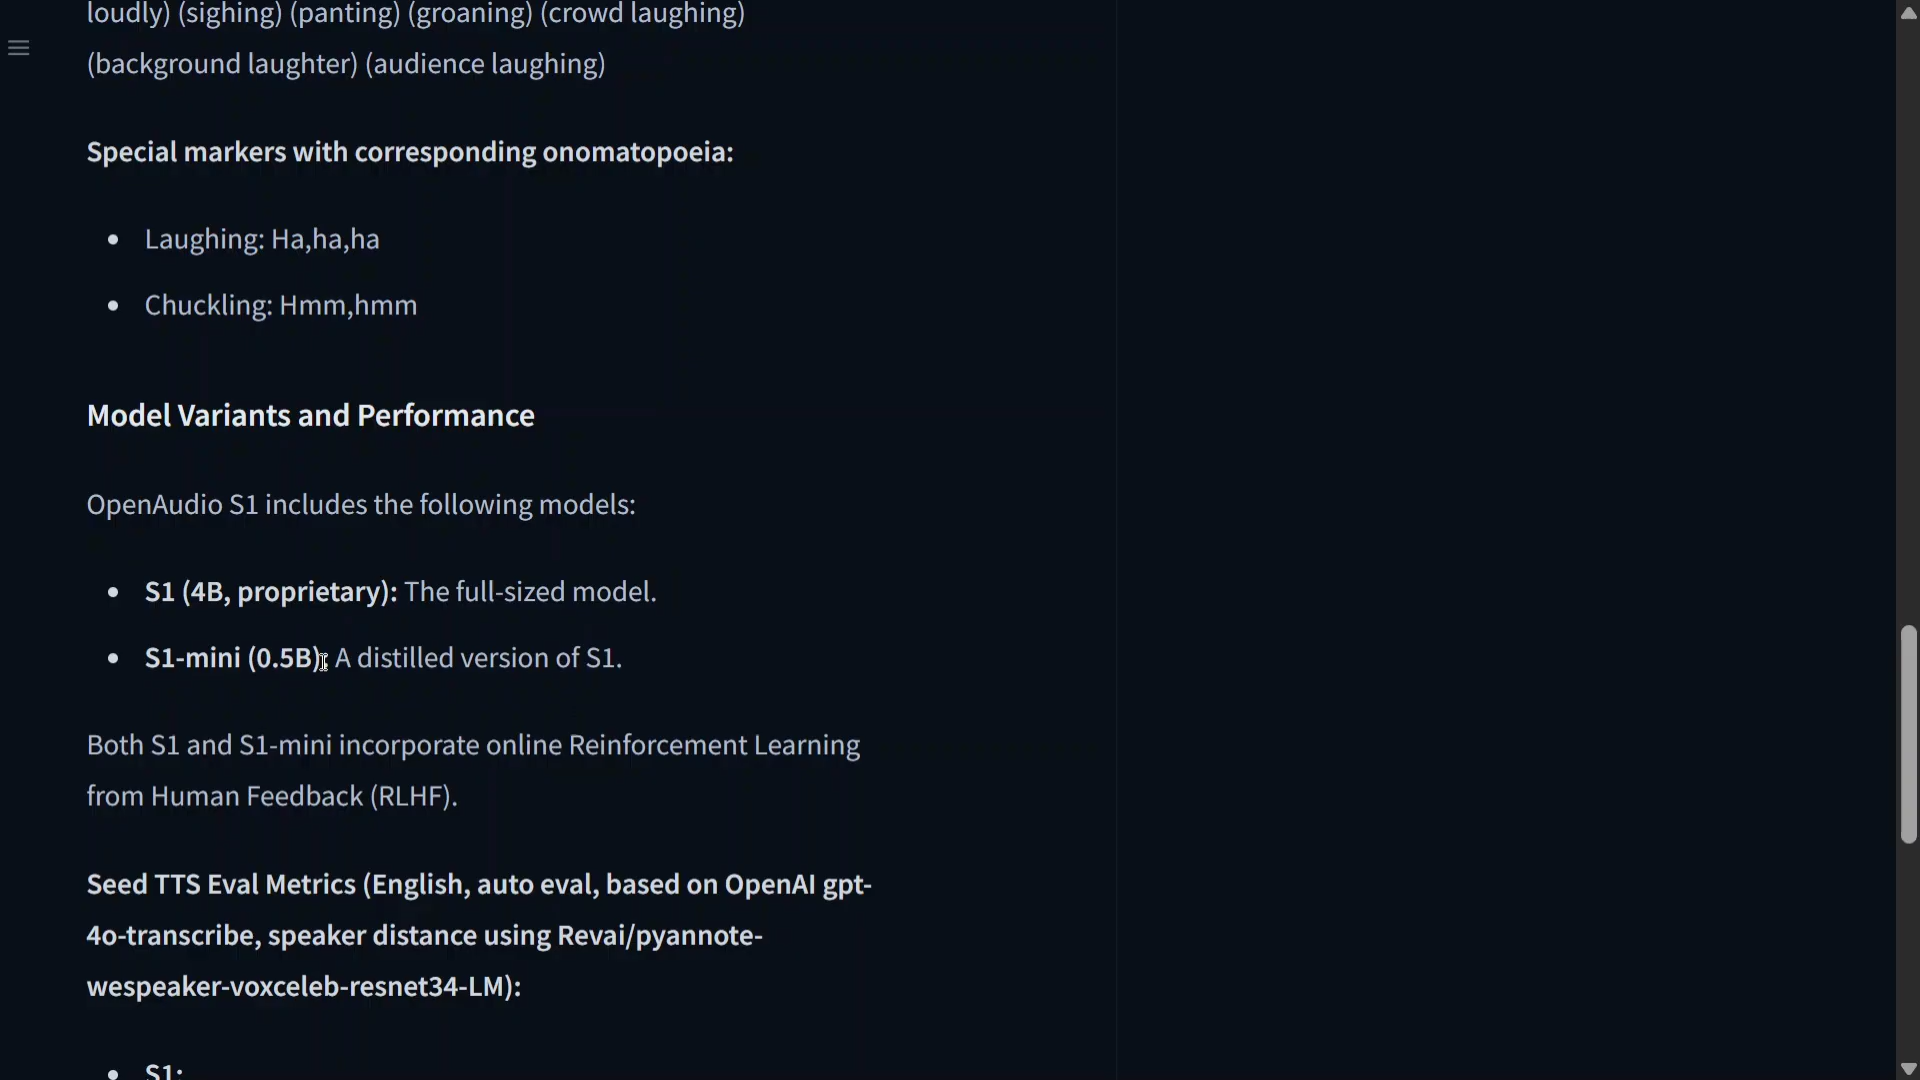 loudly) (sighing) (panting) (groaning) (crowd laughing)
(background laughter) (audience laughing)
Special markers with corresponding onomatopoeia:
Laughing: Ha,ha,ha
Chuckling: Hmm,hmm
Model Variants and Performance
OpenAudio S1 includes the following models:
S1 (4B, proprietary): The full-sized model.
S1-mini (0.5B): A distilled version of S1.
Both S1 and S1-mini incorporate online Reinforcement Learning
from Human Feedback (RLHF).
Seed TTS Eval Metrics (English, auto eval, based on OpenAI gpt-
4o-transcribe, speaker distance using Revai/pyannote-
wespeaker-voxceleb-resnet34-LM):
S1: